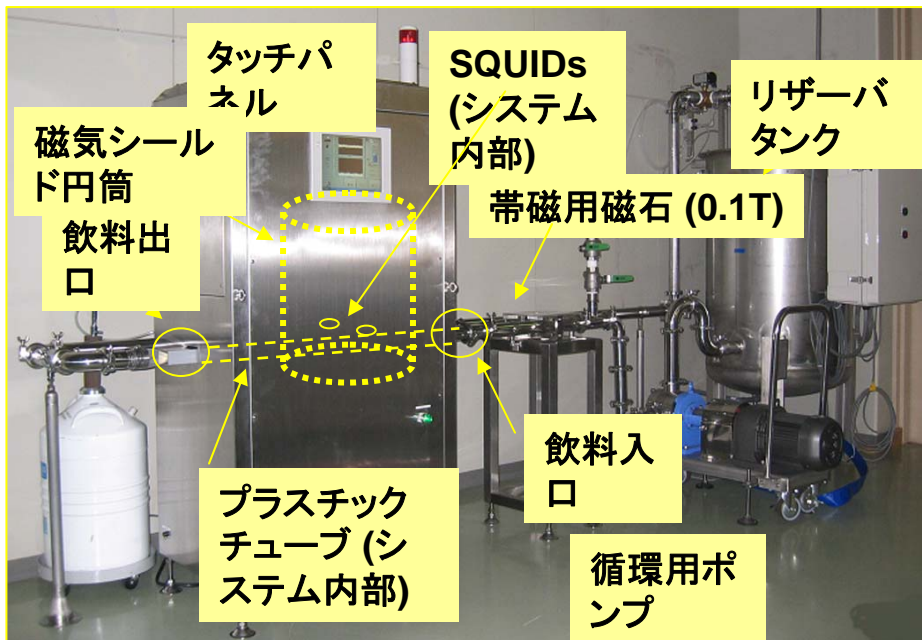 タッチパ
ネル
SQUIDs
(システム
内部)
リザーバ
タンク
磁気シール
ド円筒
帯磁用磁石 (0.1T)
飲料出
口
飲料入
口
プラスチック
チューブ (シ
ステム内部)
循環用ポ
ンプ